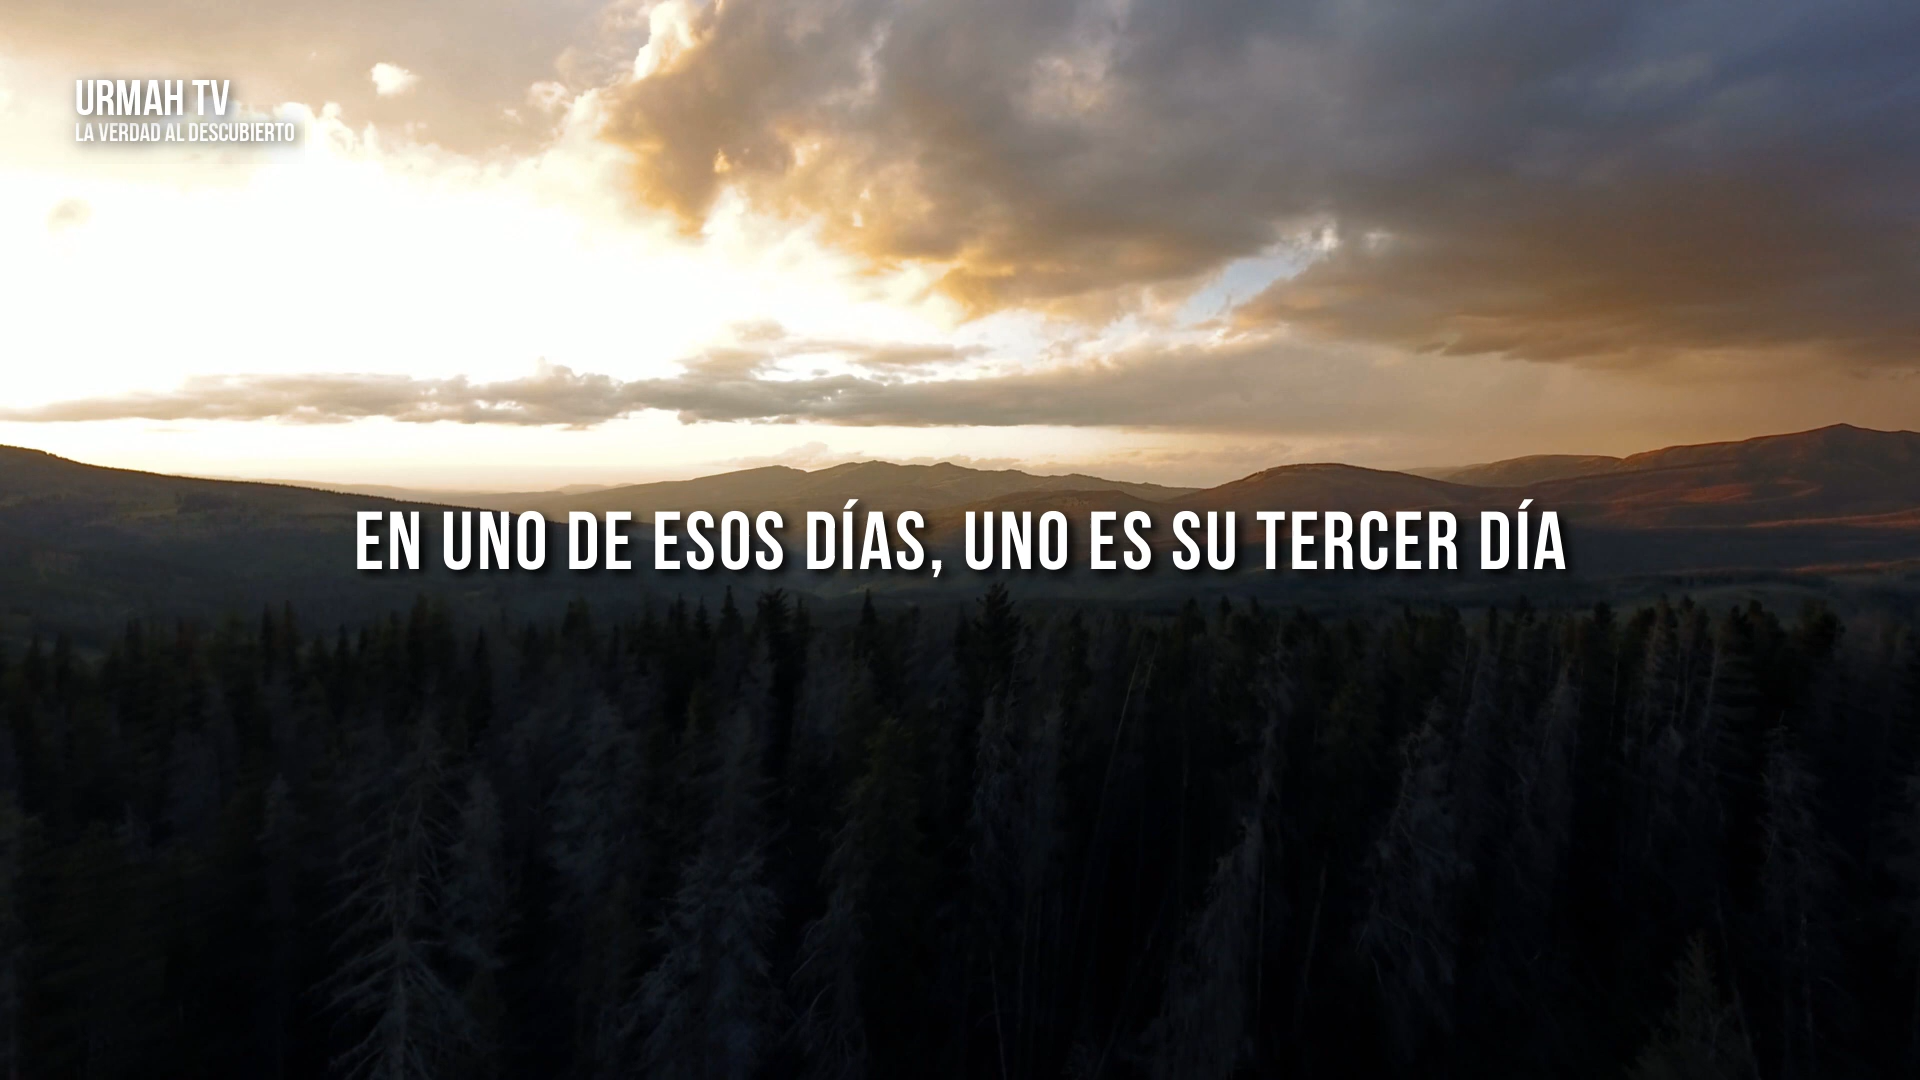 URMAH TV
LA VERDAD AL DESCUBIERTO
EN UNO DE ESOS DÍAS, UNO ES SU TERCER DÍA